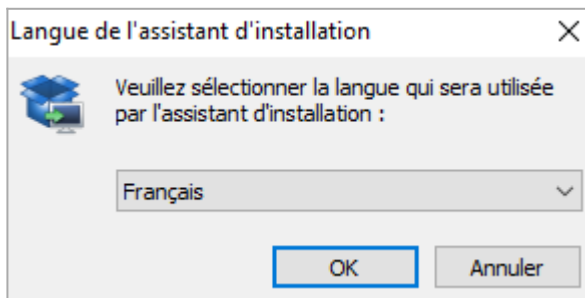 Langue de l'assistant d'installation
Veuillez sélectionner la langue qui sera utilisée
par l'assistant d'installation :
Français
OK
Annuler